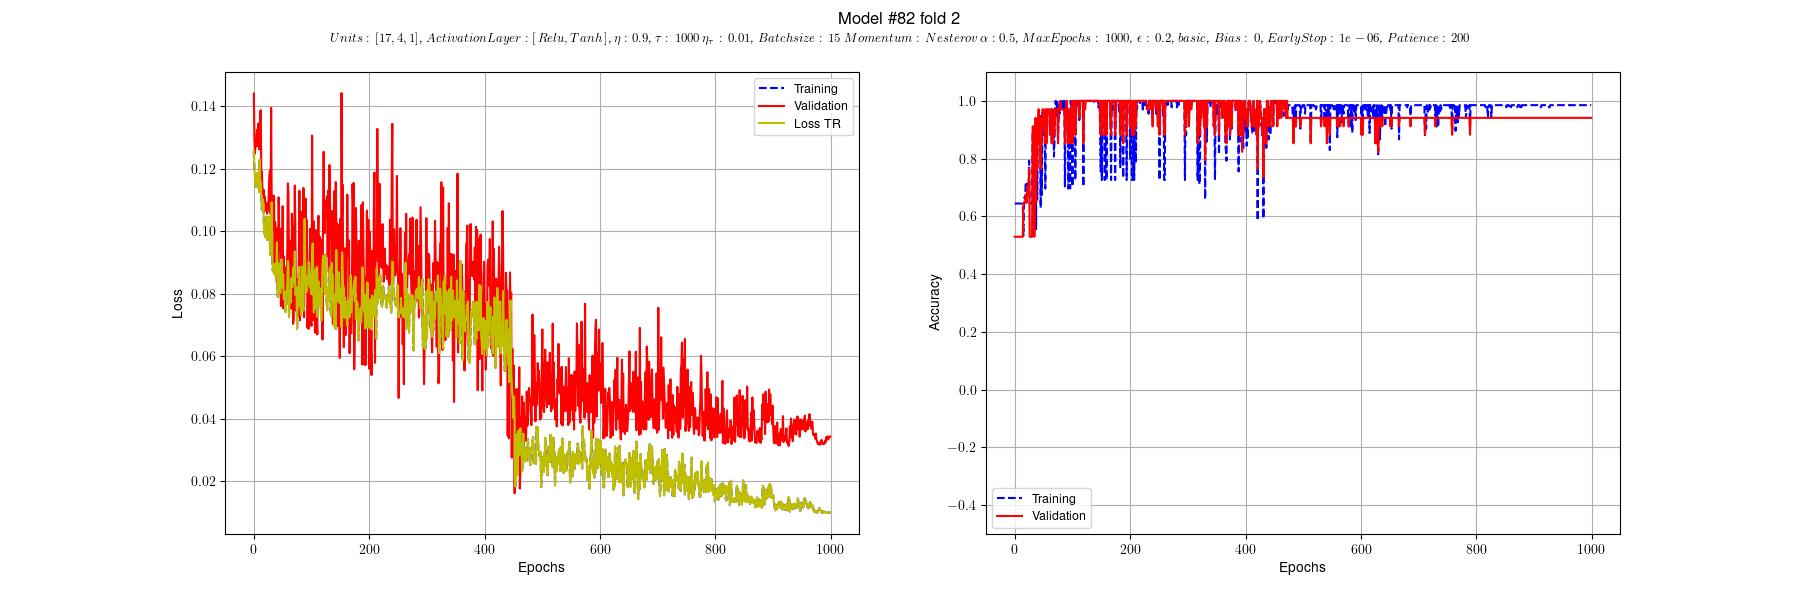 Model #82 fold 2
Units : [17, 4, 1], ActivationLayer : [Relu, Tanh], η : 0.9, τ : 1000 ητ : 0.01, Batchsize : 15 Momentum : Nesterov α : 0.5, MaxEpochs : 1000, ϵ : 0.2, basic, Bias : 0, EarlyStop : 1e − 06, Patience : 200
Training
Validation
Loss TR
0.14
0.12
0.10
0.08
0.06
0.04
0.02
Loss
0 200 400 600 800 1000
Epochs
1.0
0.8
0.6
0.4
0.2
0.0
−0.2
−0.4
Accuracy
Training
Validation
0 200 400 600 800 1000
Epochs